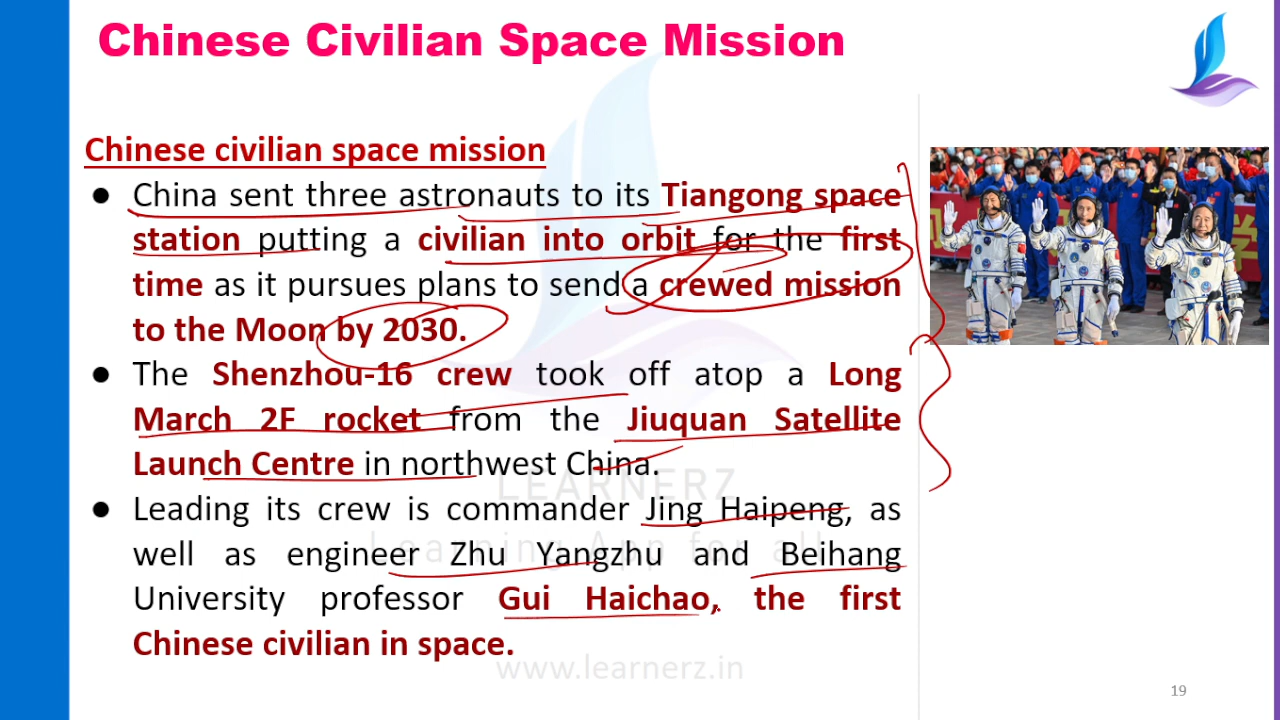 Chinese Civilian Space Mission
Chinese civilian space mission
● China sent three astronauts to its Tiangong space
station putting a civilian into orbit for the first
time as it pursues plans to send a crewed mission
to the Moon by 2030.
● The Shenzhou-16 crew took off atop a Long
March 2F rocket from the Jiuquan Satellite
Launch Centre in northwest China.
LEARNERZ
● Leading its crew is commander Jing Haipeng, as
Learning App for all
well as engineer Zhu Yangzhu and Beihang
University professor Gui Haichao, the first
Chinese civilian in space.
www.learnerz.in
19